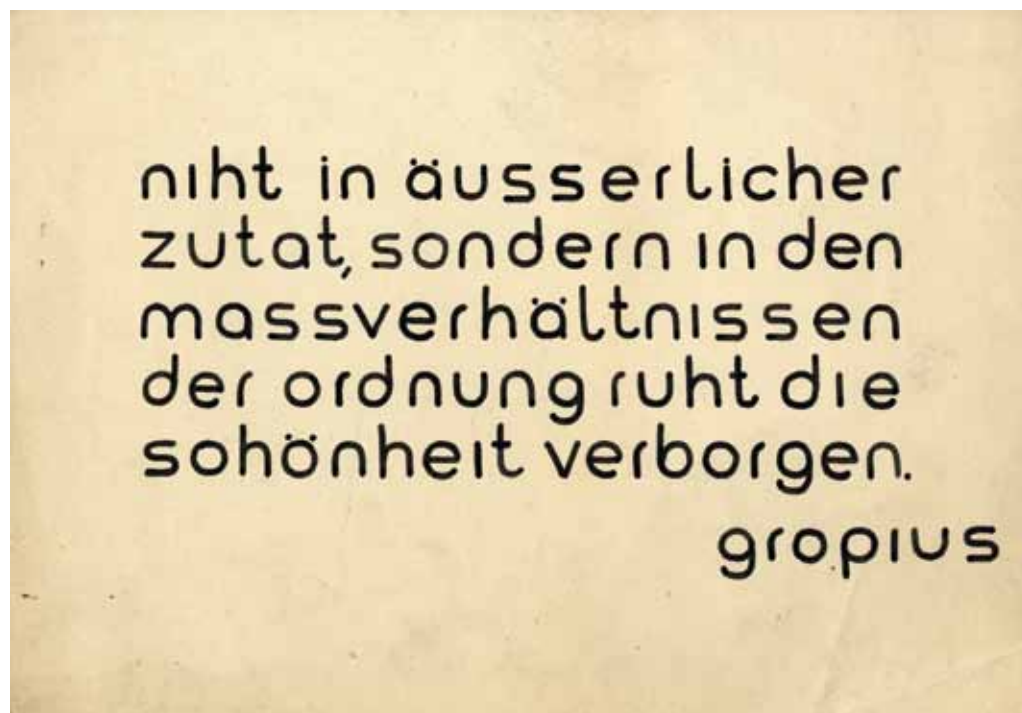 niht in äusserlicher
zutat, sondern in den
massverhältnissen
der ordnung ruht die
sohönheit verborgen.
gropius